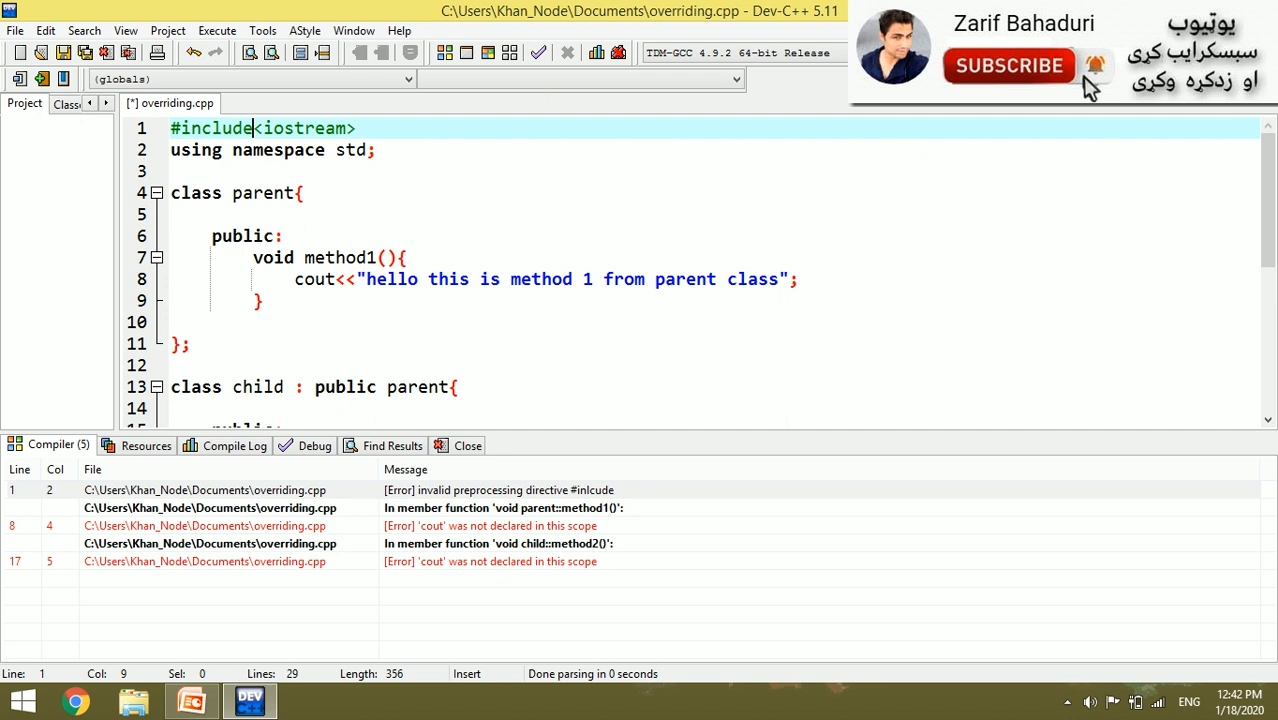 C:\Users\Khan_Node\Documents\overriding.cpp - Dev-C++ 5.11
File Edit Search View Project Execute Tools AStyle Window Help
TDM-GCC 4.9.2 64-bit Release
(globals)
Zarif Bahaduri
SUBSCRIBE
یوټیوب
سبسکرایب کړی
او زدکړه وکړی
Project Classe [*] overriding.cpp
1 #include<iostream>
2 using namespace std;
3
4 class parent{
5
6 public:
7 void method1(){
8 cout<<"hello this is method 1 from parent class";
9 }
10
11 };
12
13 class child : public parent{
14
15 public:
Compiler (5) Resources Compile Log Debug Find Results Close
Line Col File Message
1 2 C:\Users\Khan_Node\Documents\overriding.cpp [Error] invalid preprocessing directive #inlcude
C:\Users\Khan_Node\Documents\overriding.cpp In member function 'void parent::method1()':
8 4 C:\Users\Khan_Node\Documents\overriding.cpp [Error] 'cout' was not declared in this scope
C:\Users\Khan_Node\Documents\overriding.cpp In member function 'void child::method2()':
17 5 C:\Users\Khan_Node\Documents\overriding.cpp [Error] 'cout' was not declared in this scope
Line: 1 Col: 9 Sel: 0 Lines: 29 Length: 356 Insert Done parsing in 0 seconds
DEV C++
ENG
12:42 PM
1/18/2020